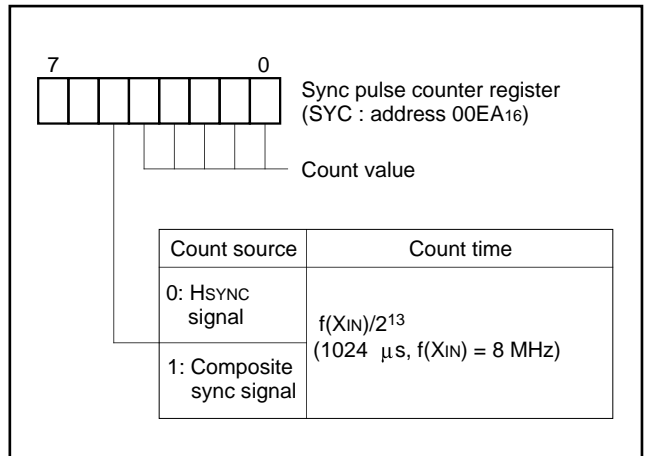 7 0
Sync pulse counter register
(SYC : address 00EA16)
Count value
Count source Count time
0: HSYNC
signal
f(XIN)/213
(1024 μs, f(XIN) = 8 MHz)
1: Composite
sync signal